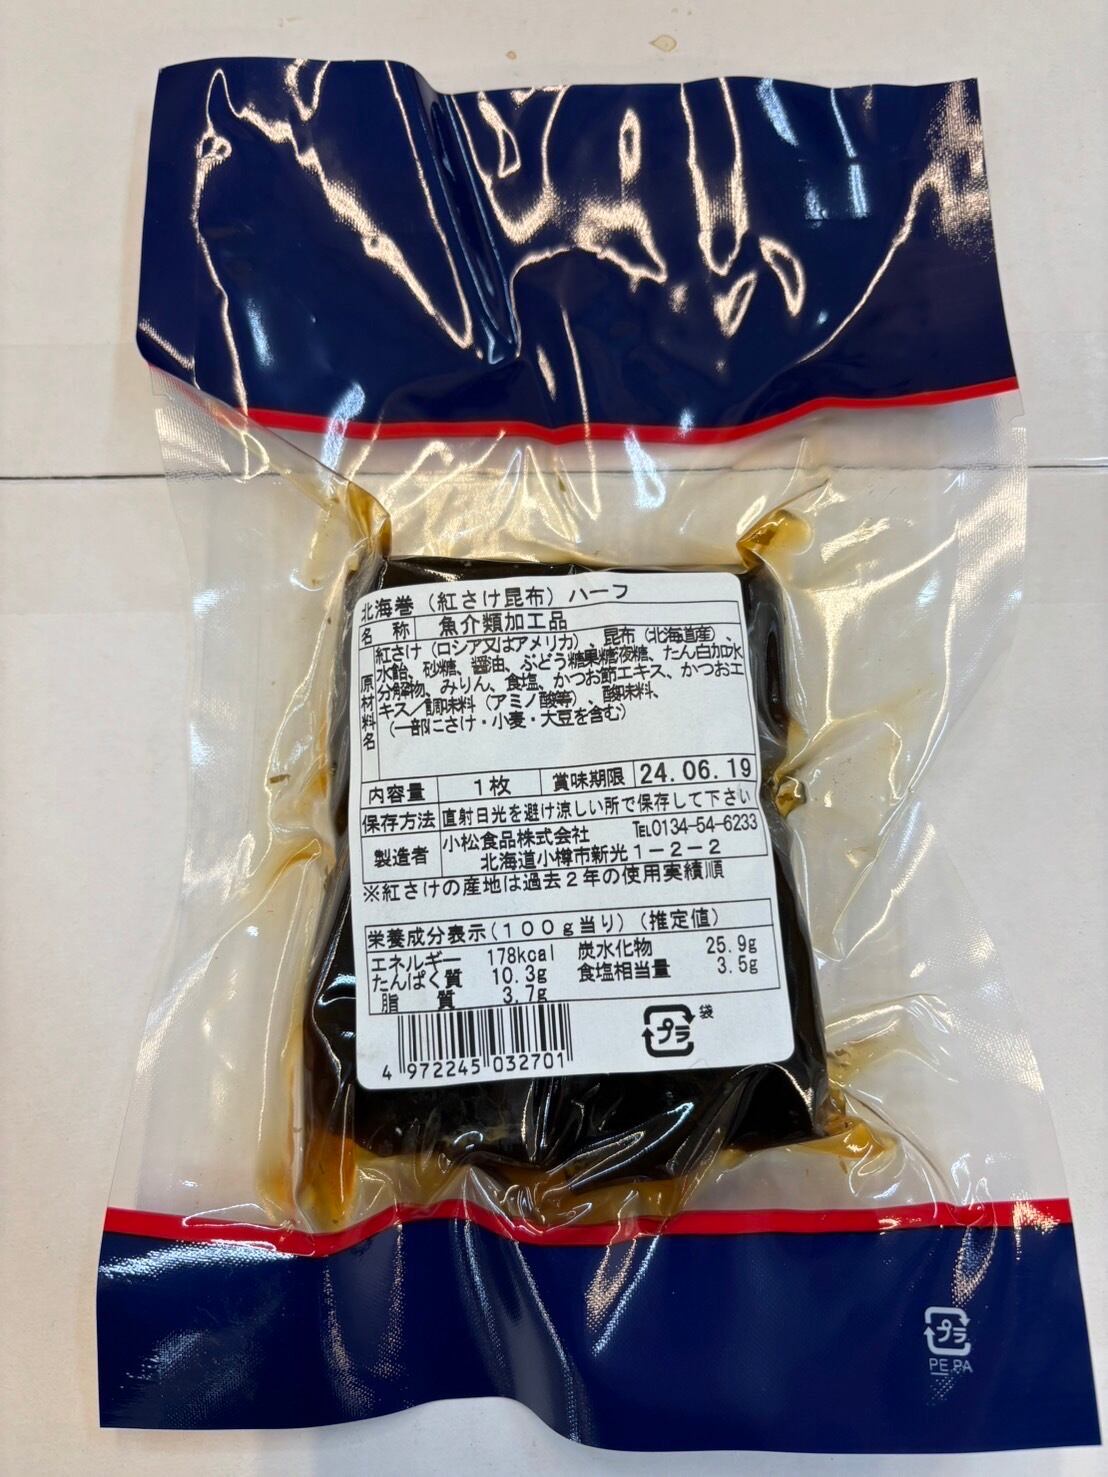 北海巻（紅さけ昆布）ハーフ
名称 魚介類加工品
原材料名 紅さけ（ロシア又はアメリカ）、昆布（北海道産）、
水飴、砂糖、醤油、ぶどう糖果糖液糖、たん白加水
分解物、みりん、食塩、かつお節エキス、かつおエ
キス／調味料（アミノ酸等）、酸味料、
（一部にさけ・小麦・大豆を含む）
内容量 1枚 賞味期限 24.06.19
保存方法 直射日光を避け涼しい所で保存して下さい
製造者 小松食品株式会社 TEL0134-54-6233
北海道小樽市新光1－2－2
※紅さけの産地は過去2年の使用実績順
栄養成分表示(100g当り)(推定値)
エネルギー 178kcal 炭水化物 25.9g
たんぱく質 10.3g 食塩相当量 3.5g
脂質 3.7g
プラ 袋
4 972245 032701
プラ
PE.PA